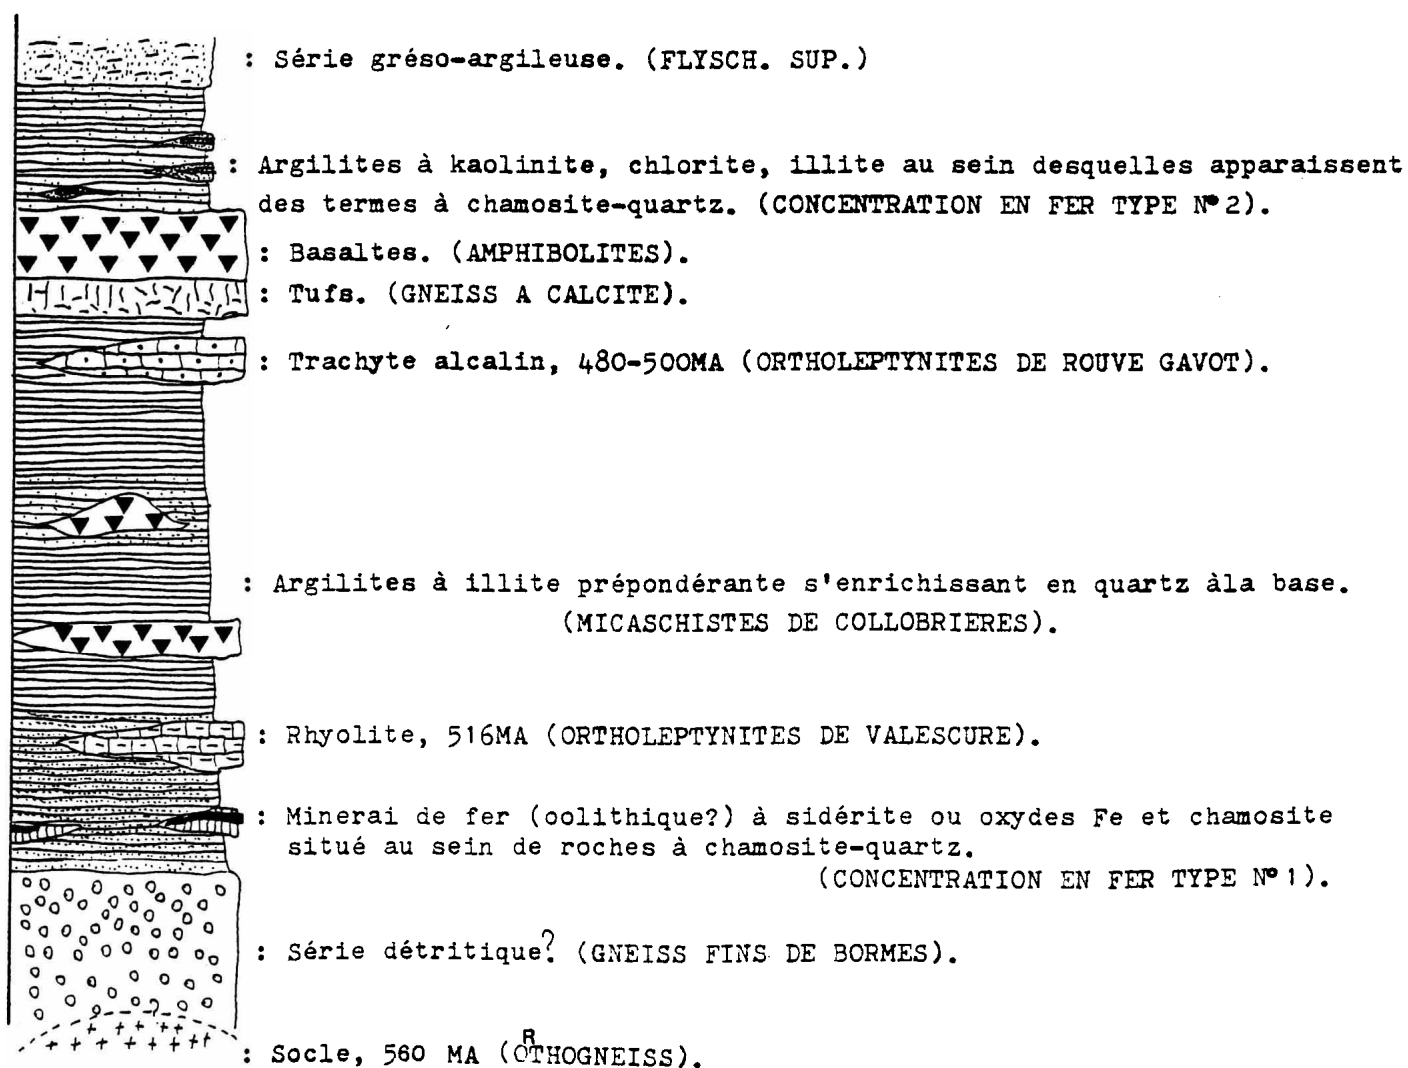 : Série gréso-argileuse. (FLYSCH. SUP.)
: Argilites à kaolinite, chlorite, illite au sein desquelles apparaissent
des termes à chamosite-quartz. (CONCENTRATION EN FER TYPE N° 2).
: Basaltes. (AMPHIBOLITES).
: Tufs. (GNEISS A CALCITE).
: Trachyte alcalin, 480-500MA (ORTHOLEPTYNITES DE ROUVE GAVOT).
: Argilites à illite prépondérante s'enrichissant en quartz àla base.
(MICASCHISTES DE COLLOBRIERES).
: Rhyolite, 516MA (ORTHOLEPTYNITES DE VALESCURE).
: Minerai de fer (oolithique?) à sidérite ou oxydes Fe et chamosite
situé au sein de roches à chamosite-quartz.
(CONCENTRATION EN FER TYPE N° 1).
: Série détritique? (GNEISS FINS DE BORMES).
?
: Socle, 560 MA (ORTHOGNEISS).